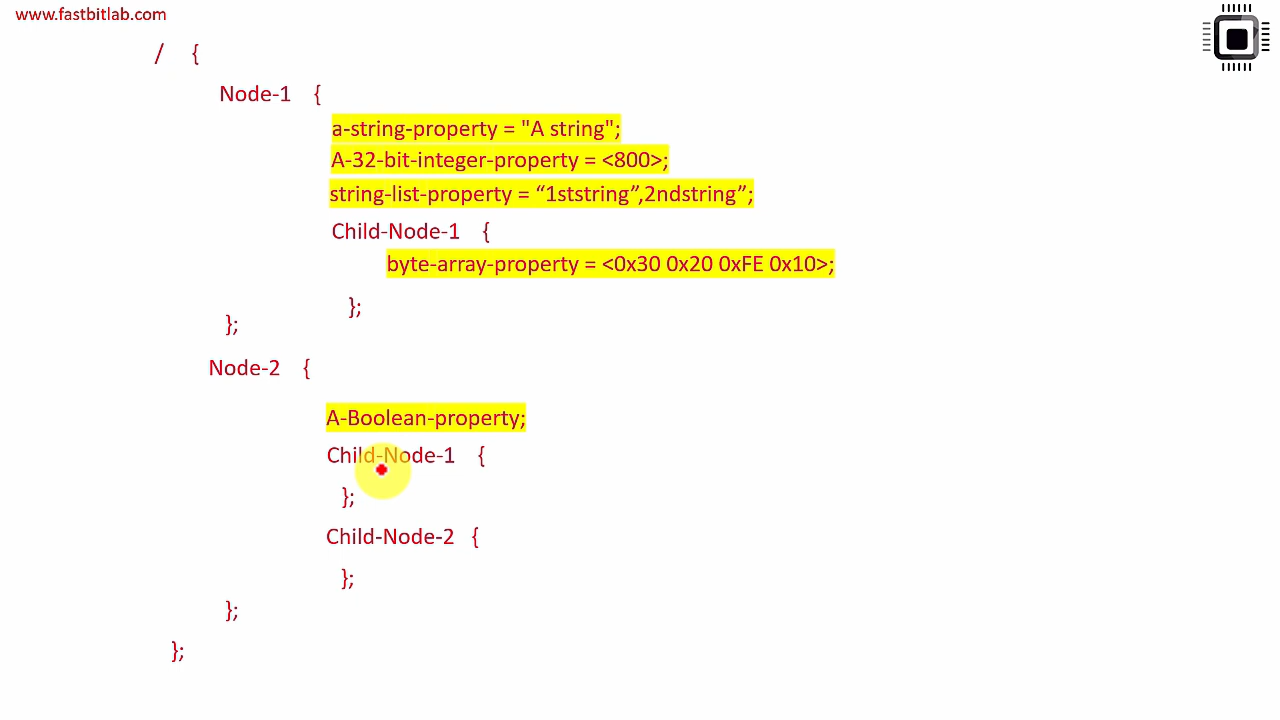 www.fastbitlab.com
/ {
Node-1 {
a-string-property = "A string";
A-32-bit-integer-property = <800>;
string-list-property = “1ststring”,2ndstring”;
Child-Node-1 {
byte-array-property = <0x30 0x20 0xFE 0x10>;
};
};
Node-2 {
A-Boolean-property;
Child-Node-1 {
};
Child-Node-2 {
};
};
};